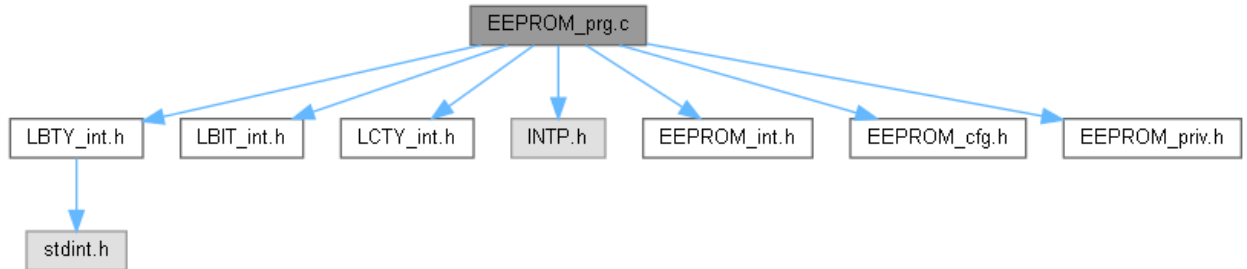 EEPROM_prg.c
LBTY_int.h
LBIT_int.h
LCTY_int.h
INTP.h
EEPROM_int.h
EEPROM_cfg.h
EEPROM_priv.h
stdint.h